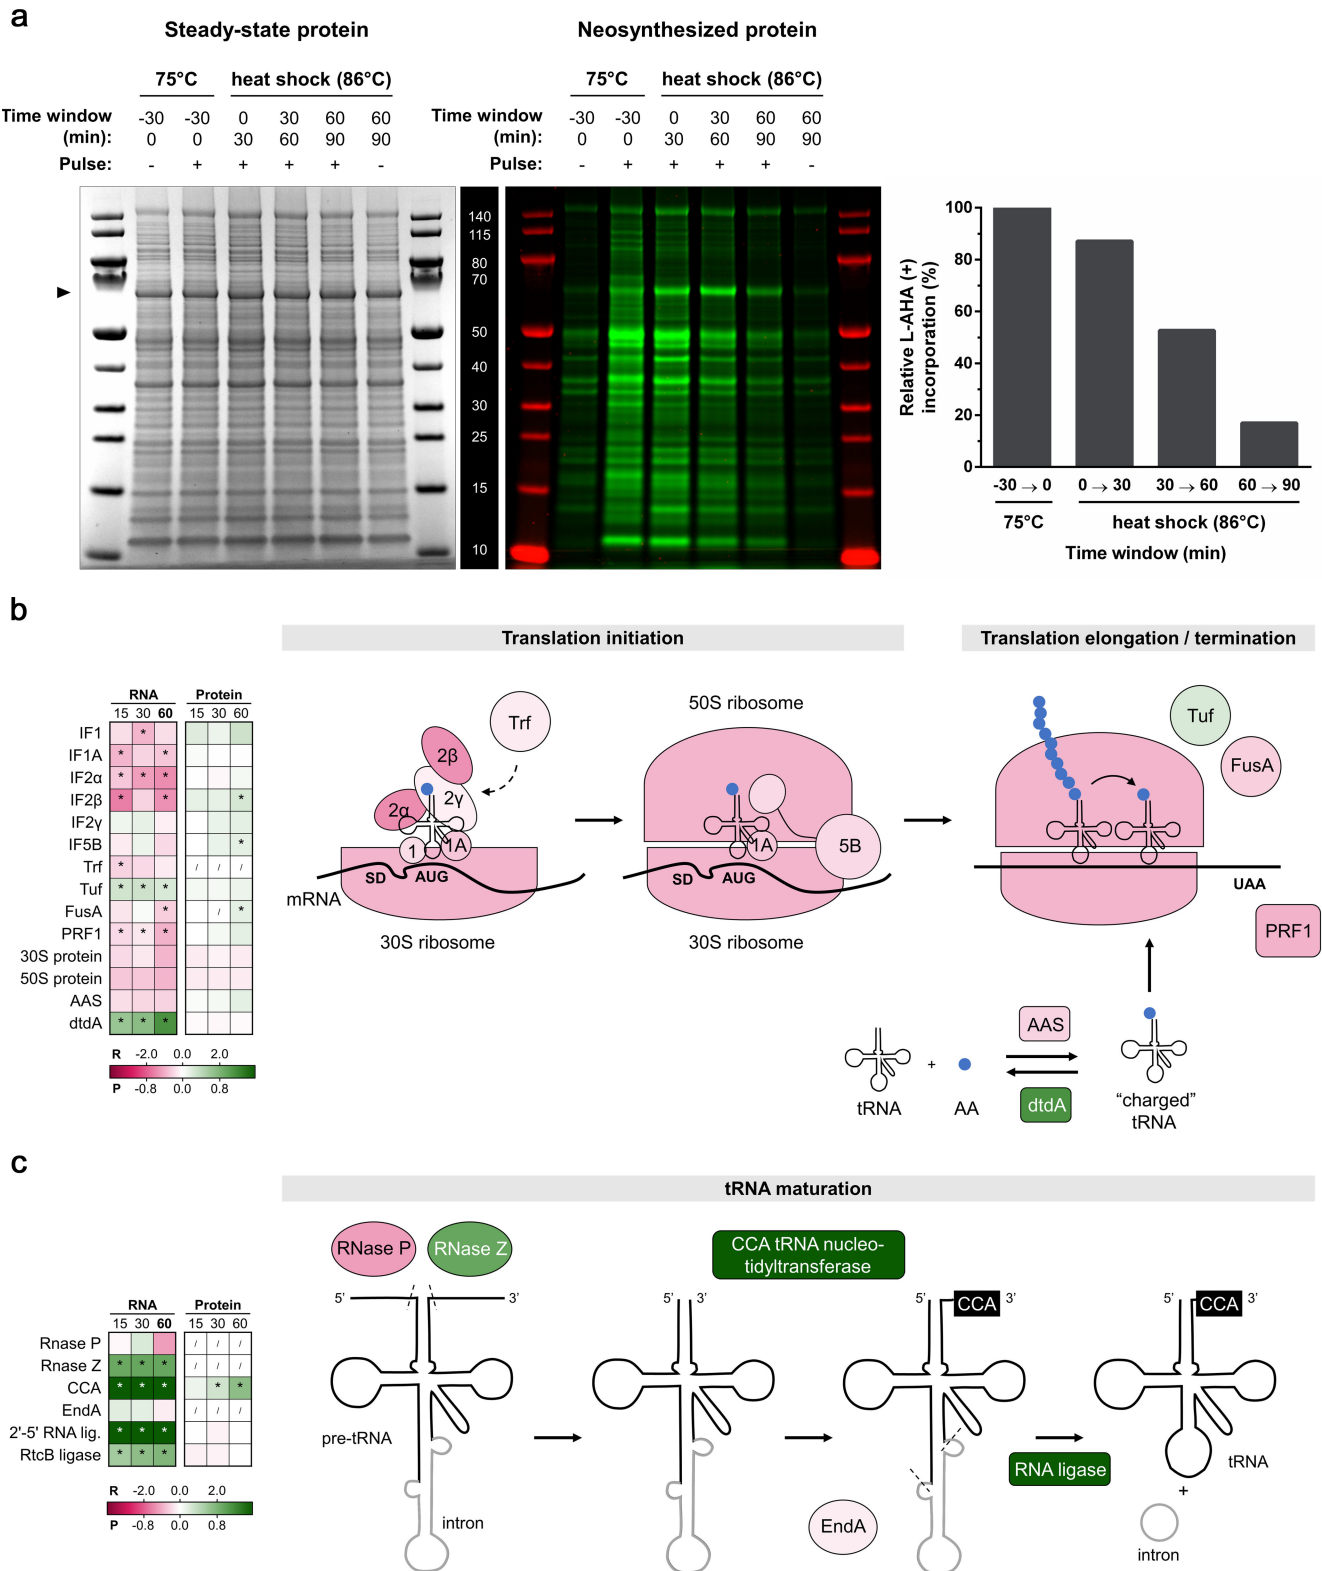 a
Steady-state protein
Neosynthesized protein
75°C
heat shock (86°C)
75°C
heat shock (86°C)
Time window
-30 -30 0 30 60 60
Time window
-30 -30 0 30 60 60
(min):
0 0 30 60 90 90
(min):
0 0 30 60 90 90
Pulse:
- + + + + -
Pulse:
- + + + + -
140
115
80
70
50
40
30
25
15
10
Relative L-AHA (+)
incorporation (%)
100
80
60
40
20
0
-30 → 0
0 → 30
30 → 60
60 → 90
75°C
heat shock (86°C)
Time window (min)
b
Translation initiation
Translation elongation / termination
RNA
Protein
15 30 60
15 30 60
IF1 *
IF1A * *
IF2α * * *
IF2β * * *
IF2γ
IF5B *
Trf * / / /
Tuf * * *
FusA * / *
PRF1 * * *
30S protein
50S protein
AAS
dtdA * * *
R -2.0 0.0 2.0
P -0.8 0.0 0.8
Trf
2β
2γ
2α
1
1A
SD
AUG
mRNA
30S ribosome
50S ribosome
1A
5B
SD
AUG
30S ribosome
Tuf
FusA
UAA
PRF1
AAS
tRNA
+
AA
dtdA
“charged”
tRNA
c
tRNA maturation
RNA
Protein
15 30 60
15 30 60
Rnase P / / /
Rnase Z * * * / / /
CCA * * * * *
EndA / / /
2'-5' RNA lig. * * *
RtcB ligase * * *
R -2.0 0.0 2.0
P -0.8 0.0 0.8
RNase P
RNase Z
5'
3'
pre-tRNA
intron
CCA tRNA nucleo-
tidyltransferase
5'
3'
5'
CCA
3'
EndA
RNA ligase
5'
CCA
3'
tRNA
+
intron